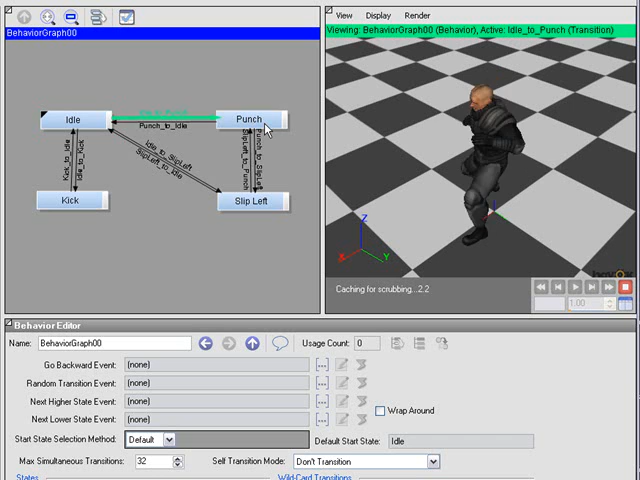 BehaviorGraph00
Idle
Idle_to_Punch
Punch_to_Idle
Punch
Kick_to_Idle
Idle_to_Kick
Idle_to_SlipLeft
SlipLeft_to_Idle
SlipLeft_to_Punch
Punch_to_SlipLeft
Kick
Slip Left
View Display Render
Viewing: BehaviorGraph00 (Behavior), Active: Idle_to_Punch (Transition)
Z
X
Y
Caching for scrubbing...2.2
1.00
Behavior Editor
Name: BehaviorGraph00 Usage Count: 0
Go Backward Event: (none)
Random Transition Event: (none)
Next Higher State Event: (none)
Wrap Around
Next Lower State Event: (none)
Start State Selection Method: Default Default Start State: Idle
Max Simultaneous Transitions: 32 Self Transition Mode: Don't Transition
States Wild-Card Transitions